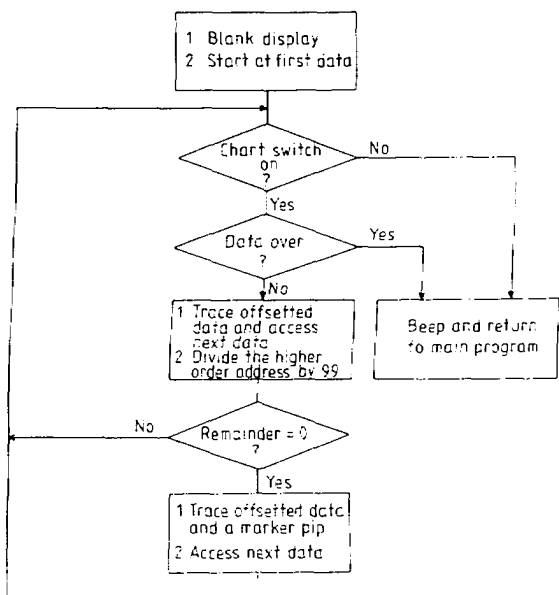 1 Blank display
2 Start at first data
Chart switch
on
?
No
Yes
Data over
?
Yes
No
1 Trace offsetted
data and access
next data
2 Divide the higher
order address by 99
Beep and return
to main program
Remainder = 0
?
No
Yes
1 Trace offsetted data
and a marker pip
2 Access next data